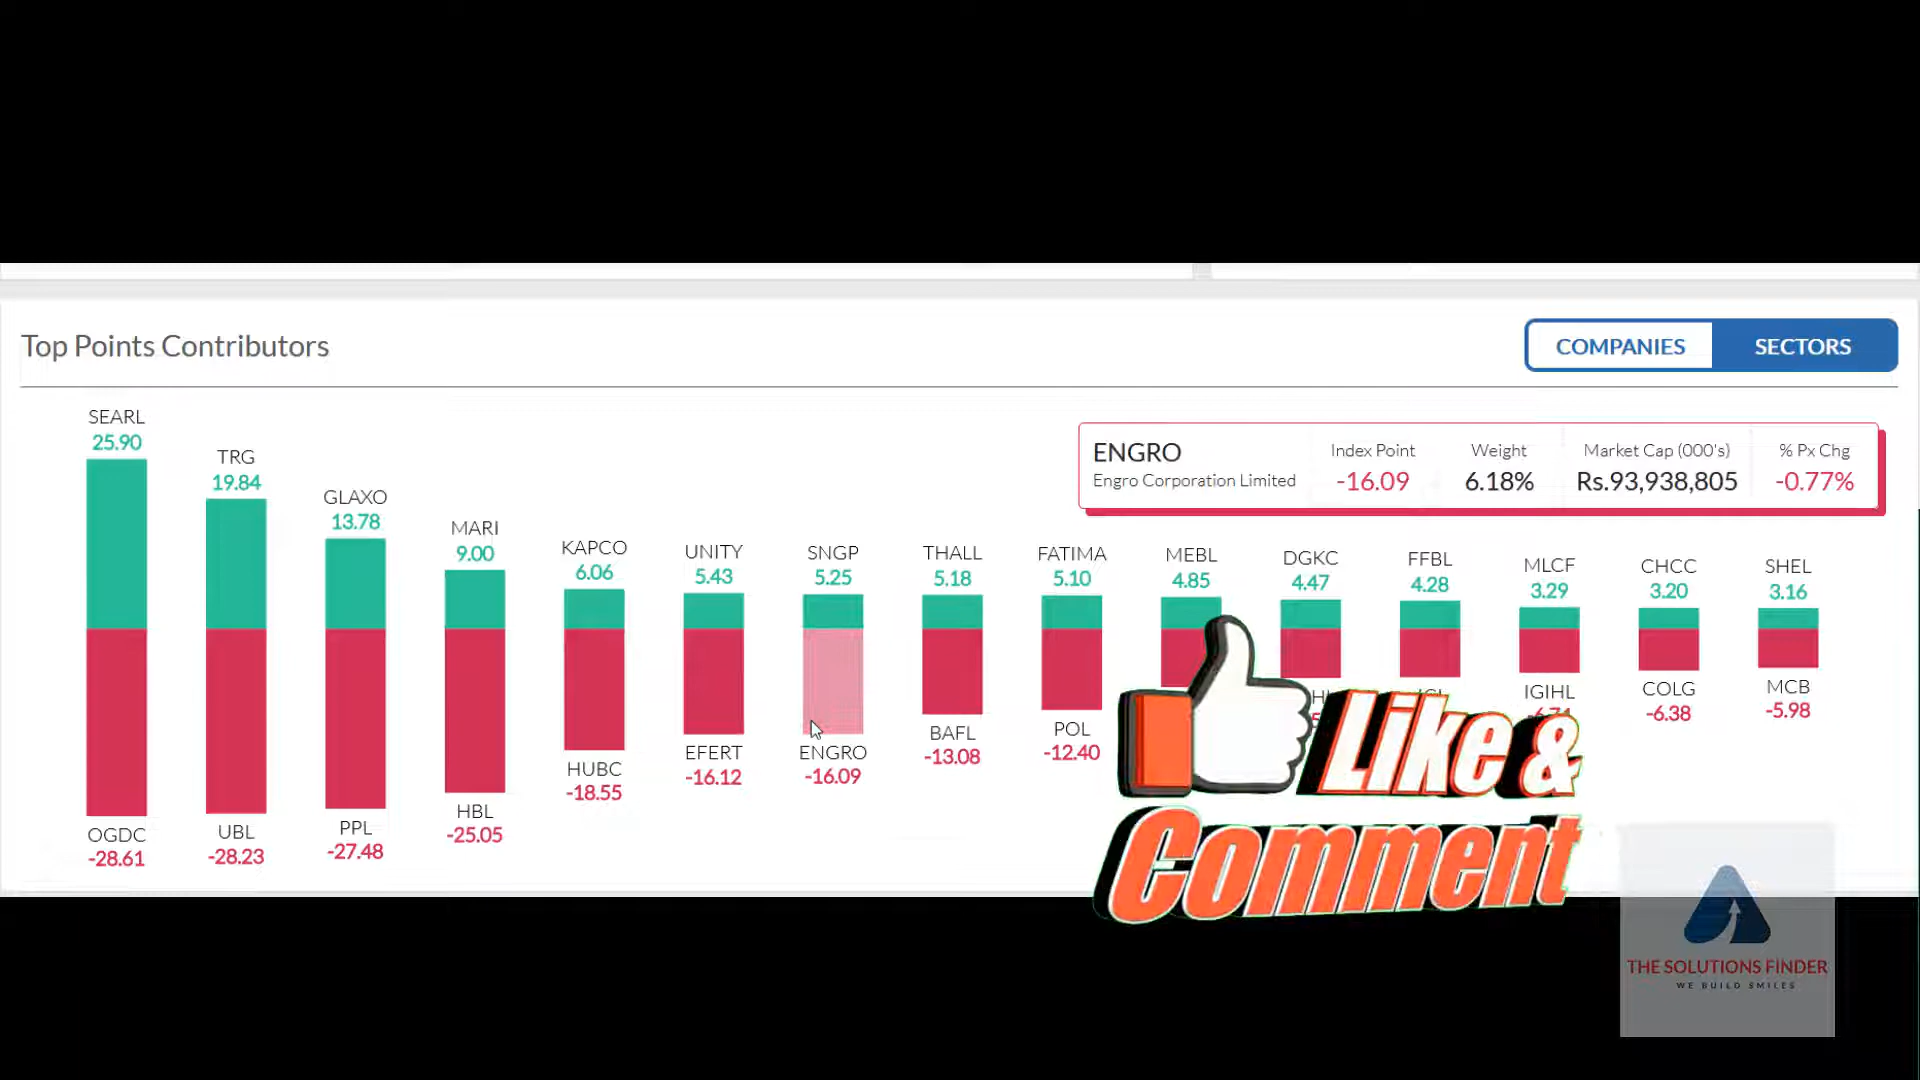 Top Points Contributors
COMPANIES
SECTORS
ENGRO
Engro Corporation Limited
Index Point
-16.09
Weight
6.18%
Market Cap (000's)
Rs.93,938,805
% Px Chg
-0.77%
SEARL
25.90
TRG
19.84
GLAXO
13.78
MARI
9.00
KAPCO
6.06
UNITY
5.43
SNGP
5.25
THALL
5.18
FATIMA
5.10
MEBL
4.85
DGKC
4.47
FFBL
4.28
MLCF
3.29
CHCC
3.20
SHEL
3.16
OGDC
-28.61
UBL
-28.23
PPL
-27.48
HBL
-25.05
HUBC
-18.55
EFERT
-16.12
ENGRO
-16.09
BAFL
-13.08
POL
-12.40
IGIHL
COLG
-6.38
MCB
-5.98
Like &
Comment
THE SOLUTIONS FINDER
WE BUILD SMILES